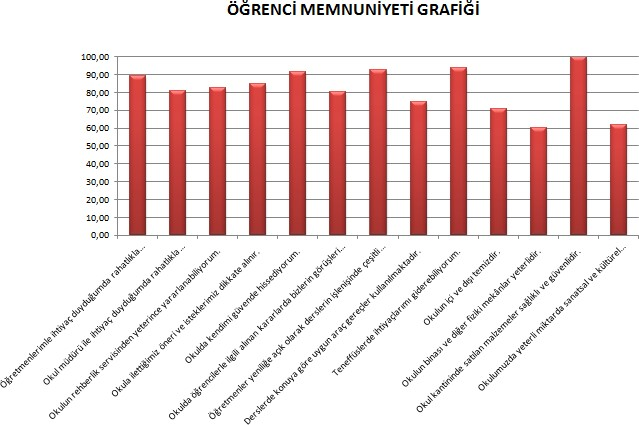 ÖĞRENCİ MEMNUNİYETİ GRAFİĞİ
100,00
90,00
80,00
70,00
60,00
50,00
40,00
30,00
20,00
10,00
0,00
Öğretmenlerimle ihtiyaç duyduğumda rahatlıkla...
Okul müdürü ile ihtiyaç duyduğumda rahatlıkla...
Okulun rehberlik servisinden yeterince yararlanabiliyorum.
Okula ilettiğimiz öneri ve isteklerimiz dikkate alınır.
Okulda kendimi güvende hissediyorum.
Okulda öğrencilerle ilgili alınan kararlarda bizlerin görüşleri...
Öğretmenler yeniliğe açık olarak derslerin işlenişinde çeşitli...
Derslerde konuya göre uygun araç gereçler kullanılmaktadır.
Teneffüslerde ihtiyaçlarımı giderebiliyorum.
Okulun içi ve dışı temizdir.
Okulun binası ve diğer fiziki mekânlar yeterlidir.
Okul kantininde satılan malzemeler sağlıklı ve güvenlidir.
Okulumuzda yeterli miktarda sanatsal ve kültürel...